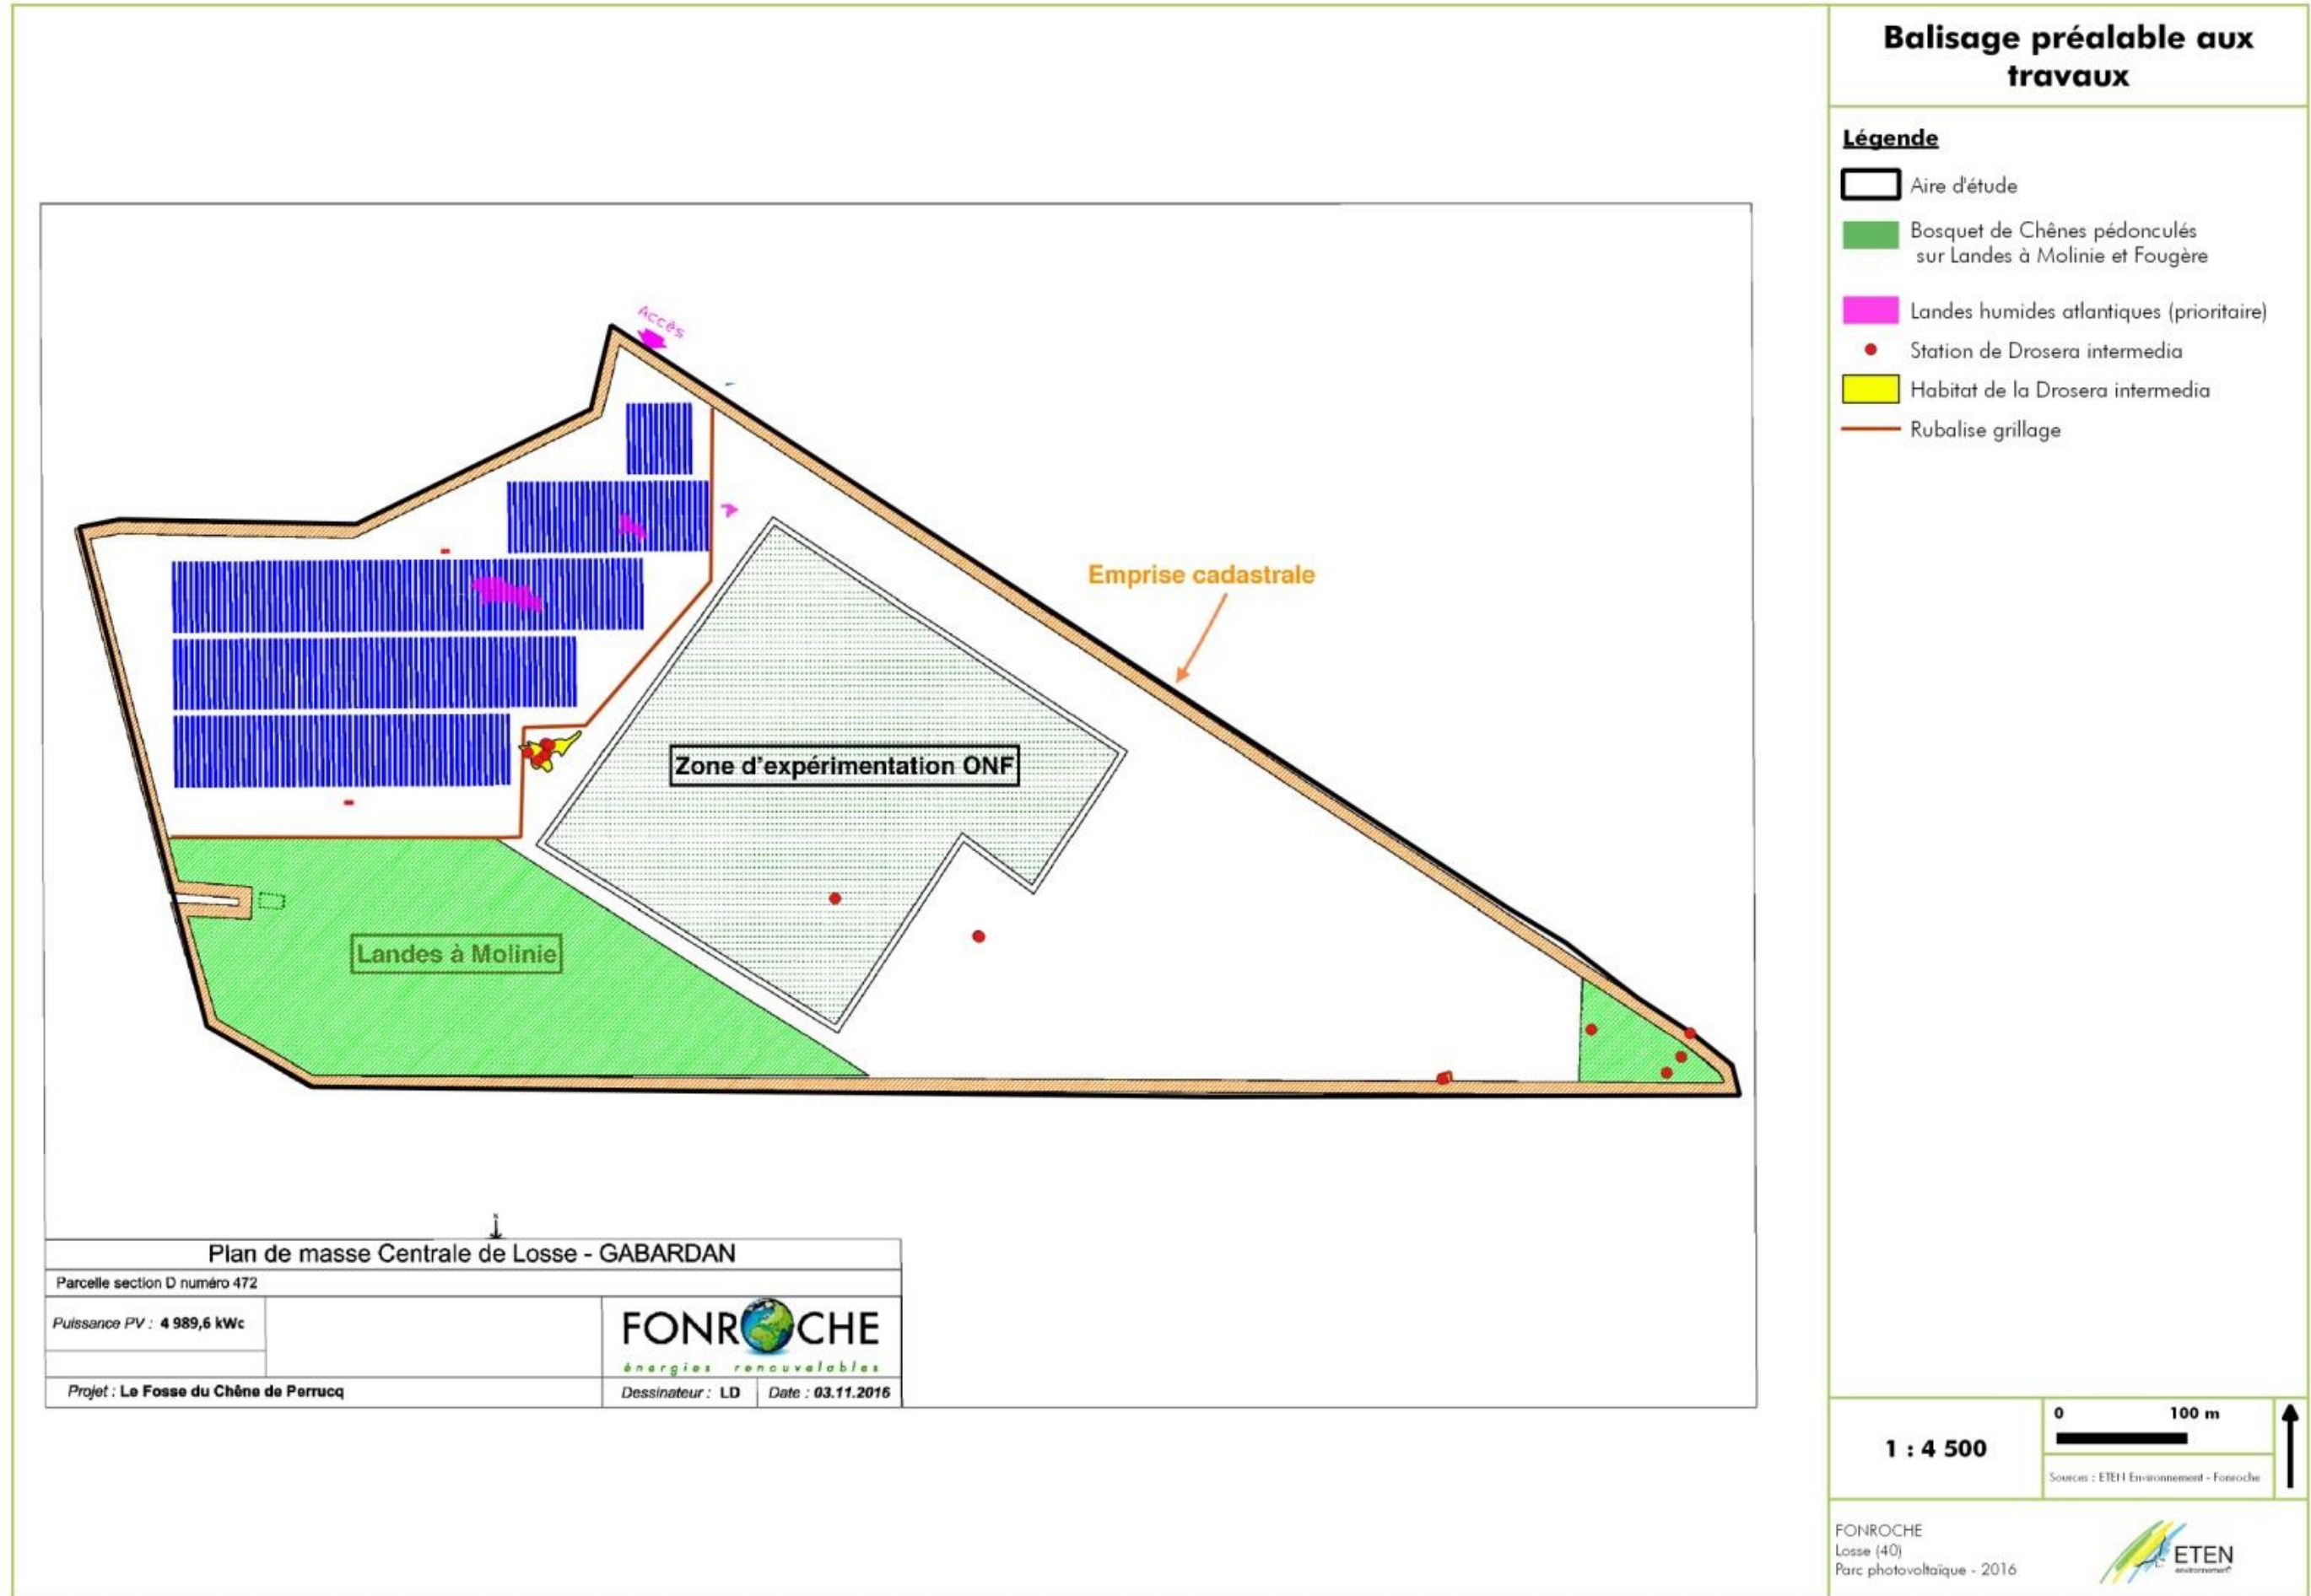 Balisage préalable aux
travaux
Légende
Aire d'étude
Bosquet de Chênes pédonculés
sur Landes à Molinie et Fougère
Landes humides atlantiques (prioritaire)
Station de Drosera intermedia
Habitat de la Drosera intermedia
Rubalise grillage
Accès
Emprise cadastrale
Zone d'expérimentation ONF
Landes à Molinie
N
Plan de masse Centrale de Losse - GABARDAN
Parcelle section D numéro 472
Puissance PV : 4 989,6 kWc
FONROCHE
énergies renouvelables
Projet : Le Fosse du Chêne de Perrucq
Dessinateur : LD
Date : 03.11.2016
1 : 4 500
0 100 m
Sources : ETEN Environnement - Fonroche
FONROCHE
Losse (40)
Parc photovoltaïque - 2016
ETEN
environnement